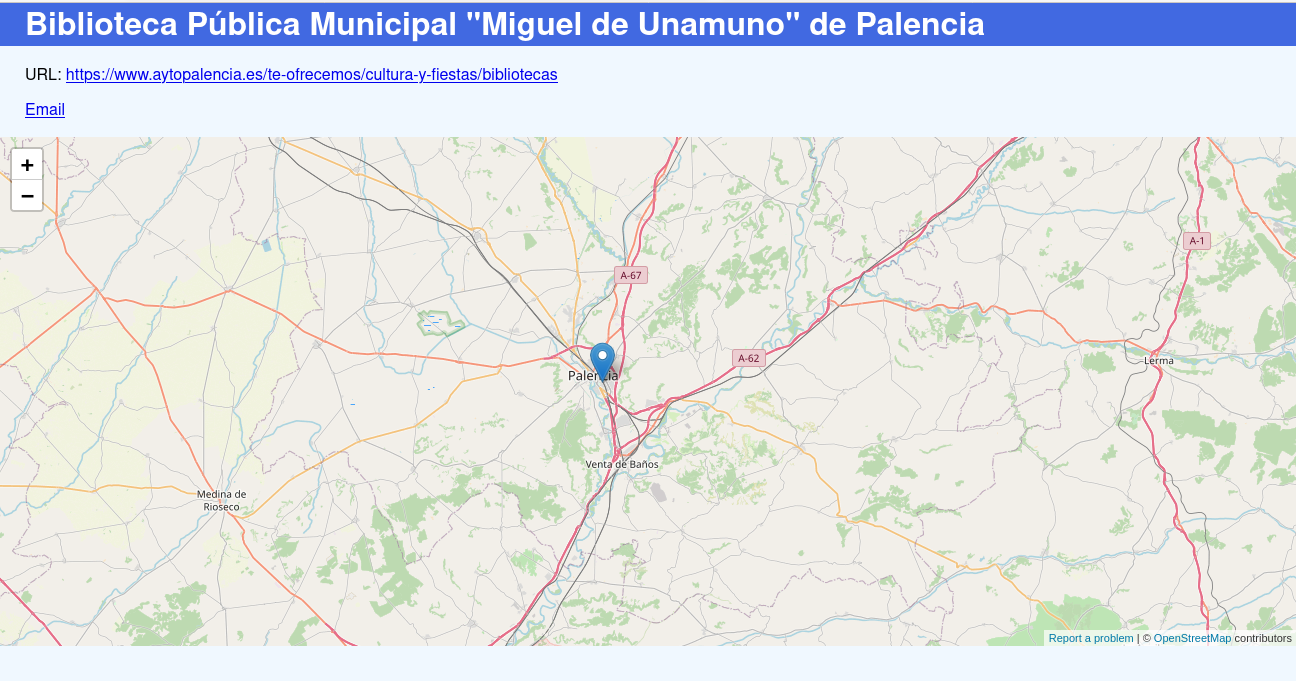 Biblioteca Pública Municipal "Miguel de Unamuno" de Palencia
URL: https://www.aytopalencia.es/te-ofrecemos/cultura-y-fiestas/bibliotecas
Email
+
−
A-1
A-67
A-62
Lerma
Palencia
Venta de Baños
Medina de
Rioseco
Report a problem | © OpenStreetMap contributors